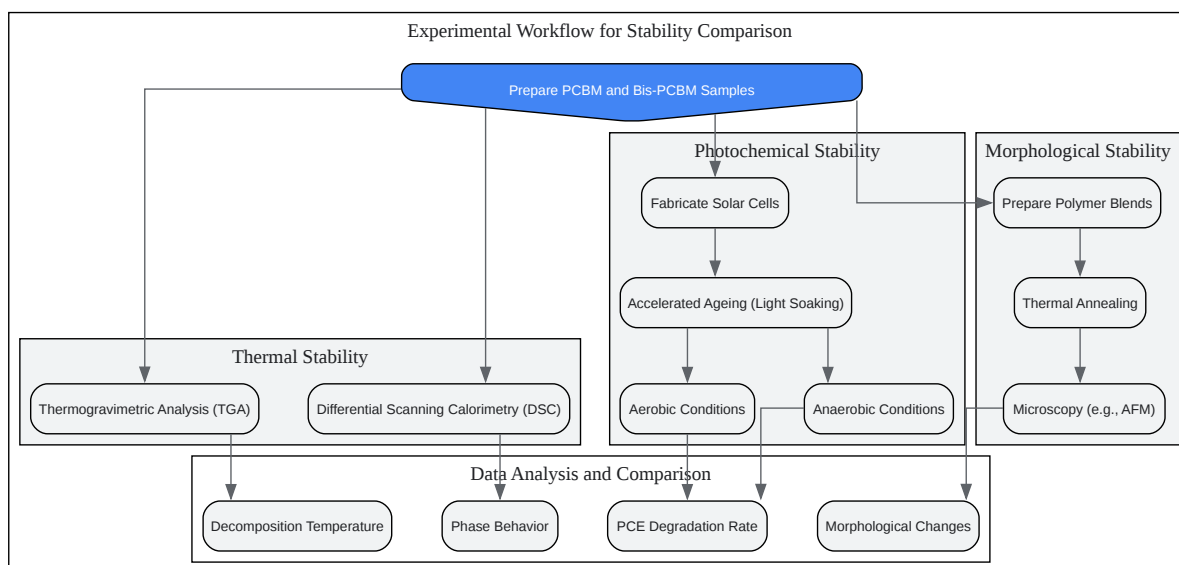 Experimental Workflow for Stability Comparison
Prepare PCBM and Bis-PCBM Samples
Photochemical Stability
Morphological Stability
Fabricate Solar Cells
Prepare Polymer Blends
Accelerated Ageing (Light Soaking)
Thermal Annealing
Thermal Stability
Thermogravimetric Analysis (TGA)
Differential Scanning Calorimetry (DSC)
Aerobic Conditions
Anaerobic Conditions
Microscopy (e.g., AFM)
Data Analysis and Comparison
Decomposition Temperature
Phase Behavior
PCE Degradation Rate
Morphological Changes